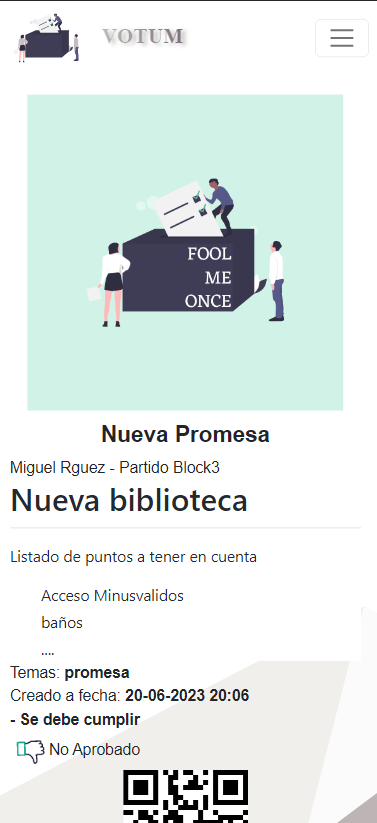 VOTUM
FOOL
ME
ONCE
Nueva Promesa
Miguel Rguez - Partido Block3
Nueva biblioteca
Listado de puntos a tener en cuenta
Acceso Minusvalidos
baños
....
Temas: promesa
Creado a fecha: 20-06-2023 20:06
- Se debe cumplir
No Aprobado